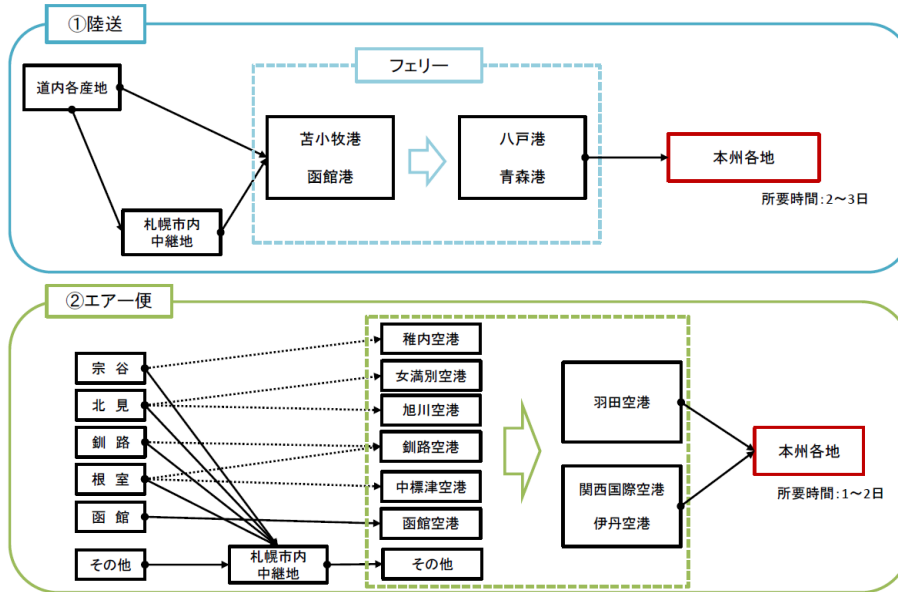 ①陸送
フェリー
道内各産地
苫小牧港
函館港
八戸港
青森港
本州各地
所要時間:2～3日
札幌市内
中継地
②エアー便
稚内空港
宗 谷
女満別空港
北 見
旭川空港
羽田空港
釧 路
釧路空港
本州各地
根 室
中標津空港
関西国際空港
伊丹空港
所要時間:1～2日
函 館
函館空港
その他
札幌市内
中継地
その他